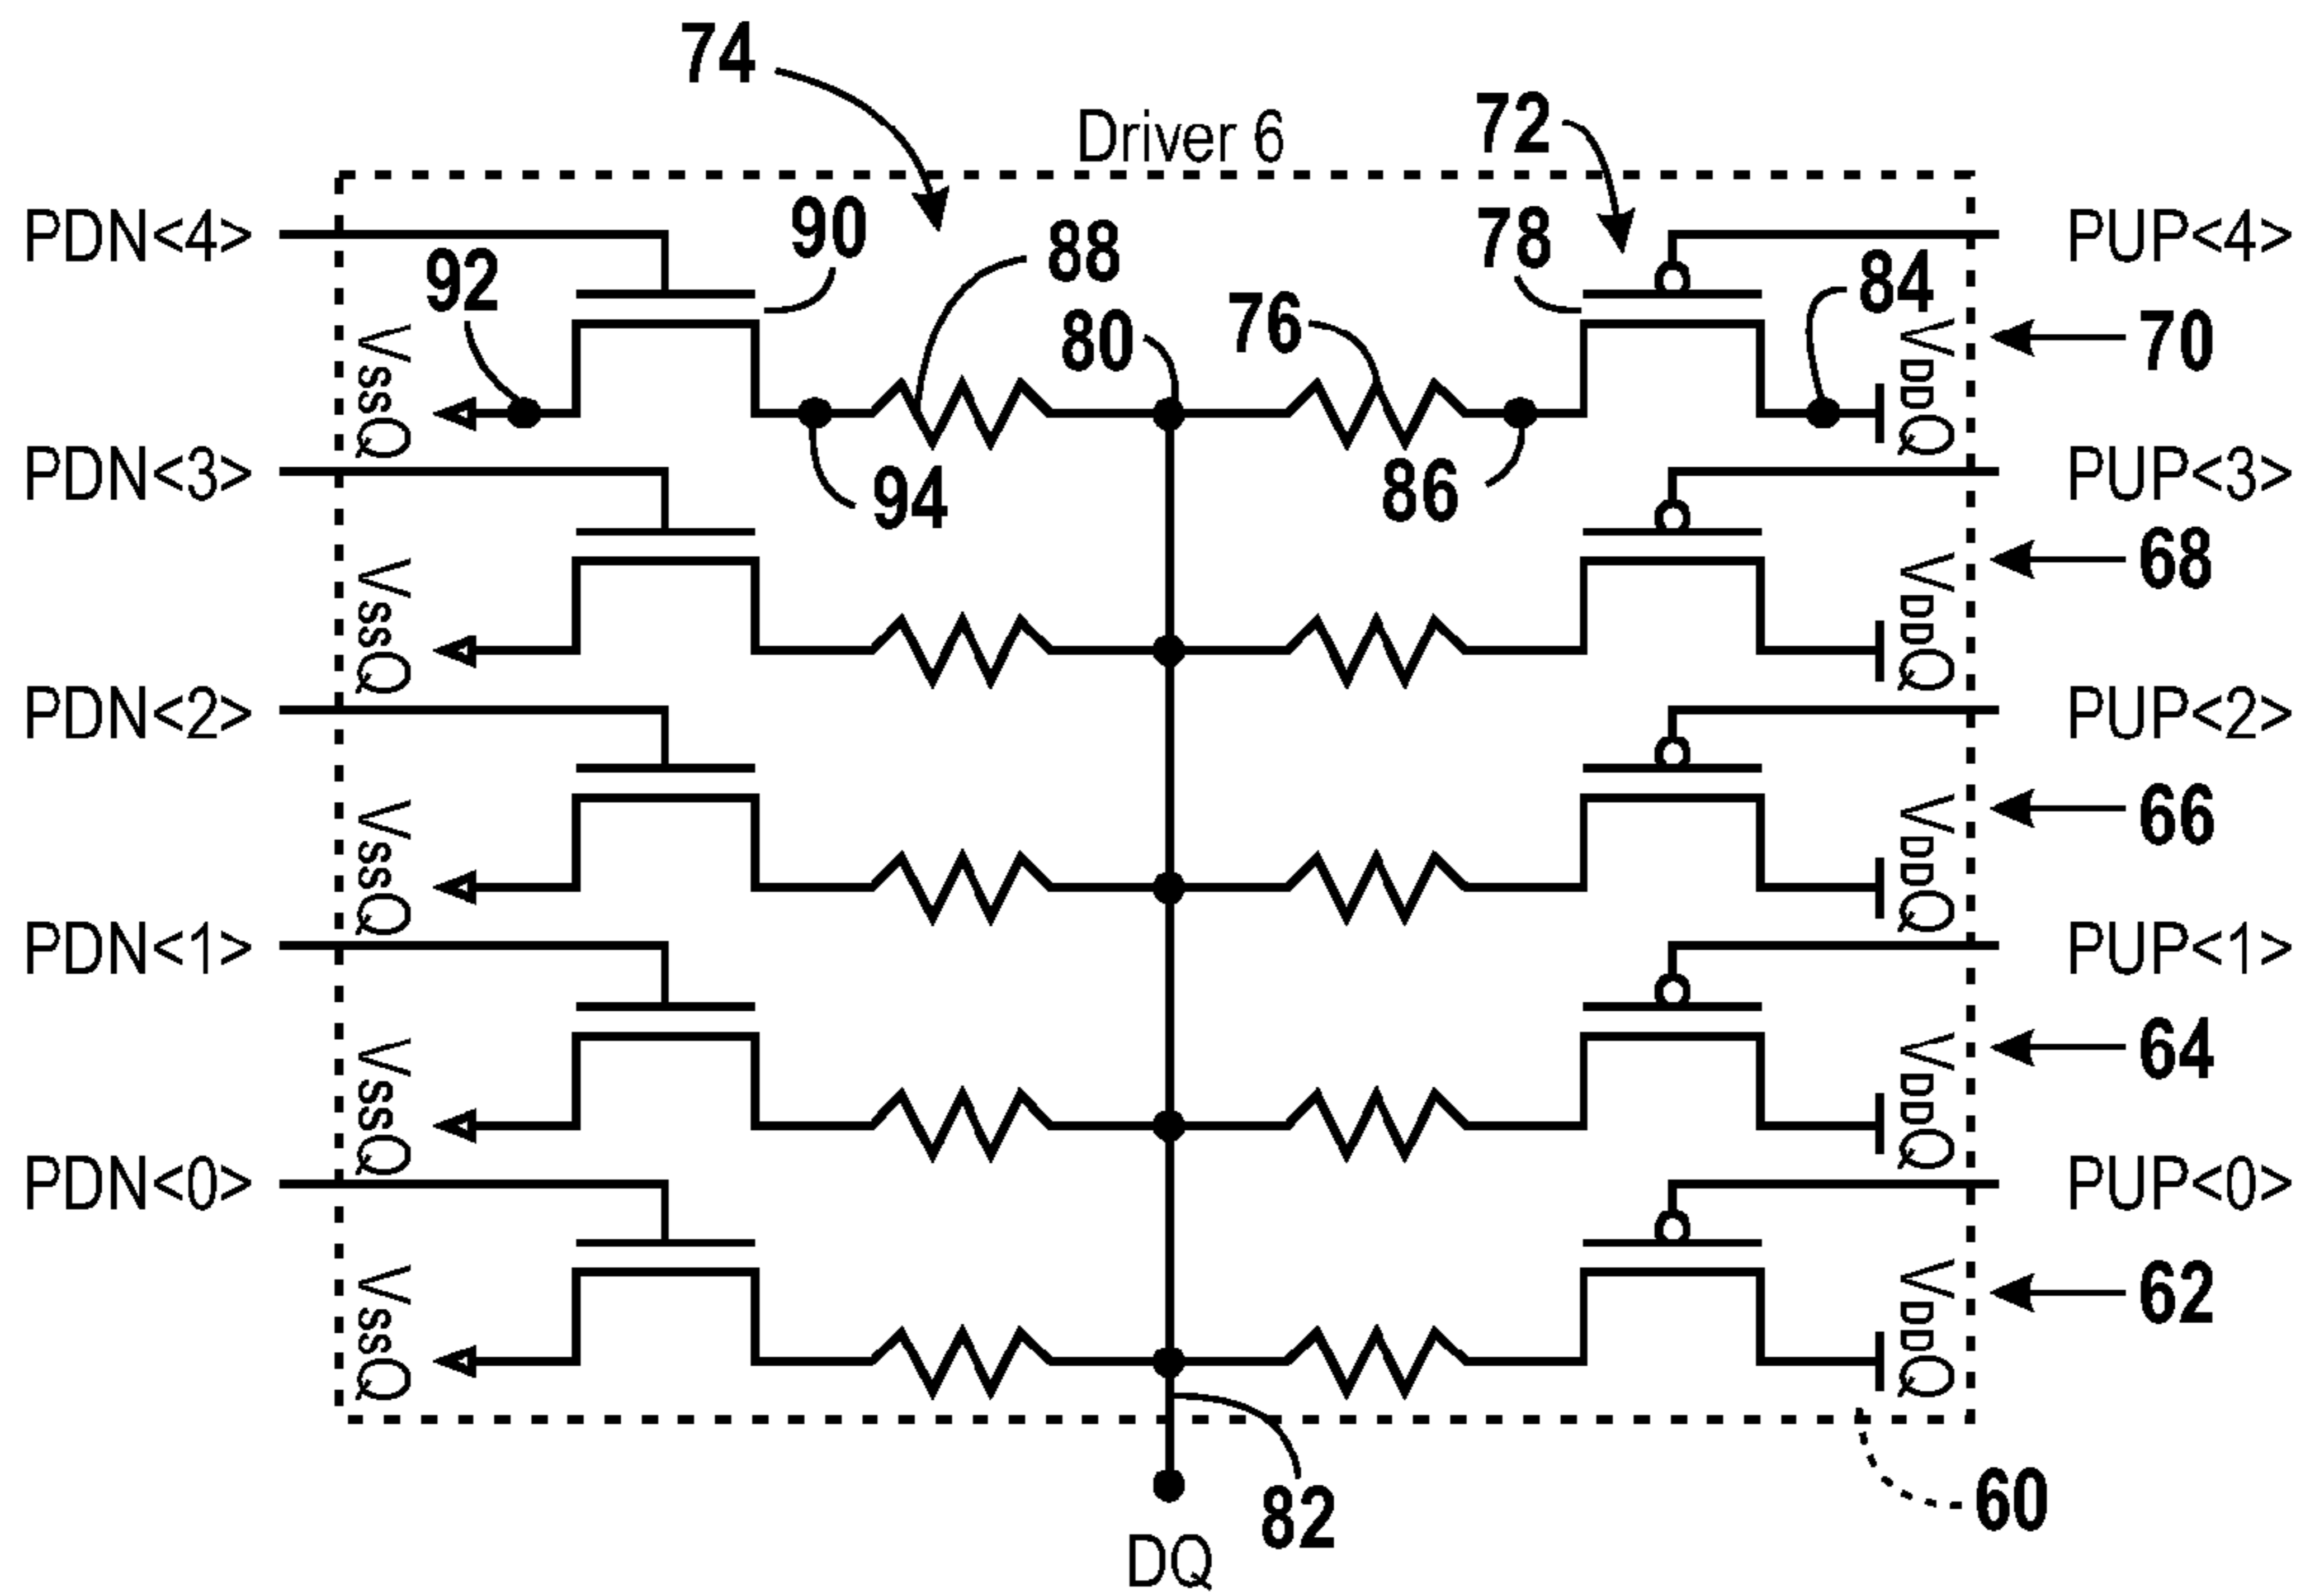 74
Driver 6
72
PDN<4>
90
88
78
PUP<4>
92
80
76
84
VSSQ
VDDQ
70
94
86
PDN<3>
PUP<3>
VSSQ
VDDQ
68
PDN<2>
PUP<2>
VSSQ
VDDQ
66
PDN<1>
PUP<1>
VSSQ
VDDQ
64
PDN<0>
PUP<0>
VSSQ
VDDQ
62
82
60
DQ